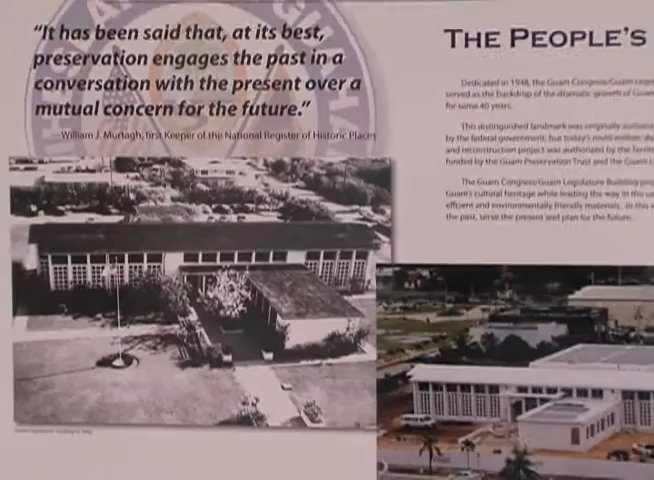 "It has been said that, at its best,
preservation engages the past in a
conversation with the present over a
mutual concern for the future."
William J. Murtagh, first Keeper of the National Register of Historic Places
THE PEOPLE'S
Dedicated in 1948, the Guam Congress/Guam
served as the backdrop of the dramatic growth of
for some 40 years.
This distinguished landmark was originally
by the federal government, but today's
and reconstruction project was authorized by the
funded by the Guam Preservation Trust and the Guam
The Guam Congress/Guam Legislature Building
Guam's cultural heritage while leading the way in the
efficient and environmentally friendly materials. In this
the past, serve the present and plan for the future.